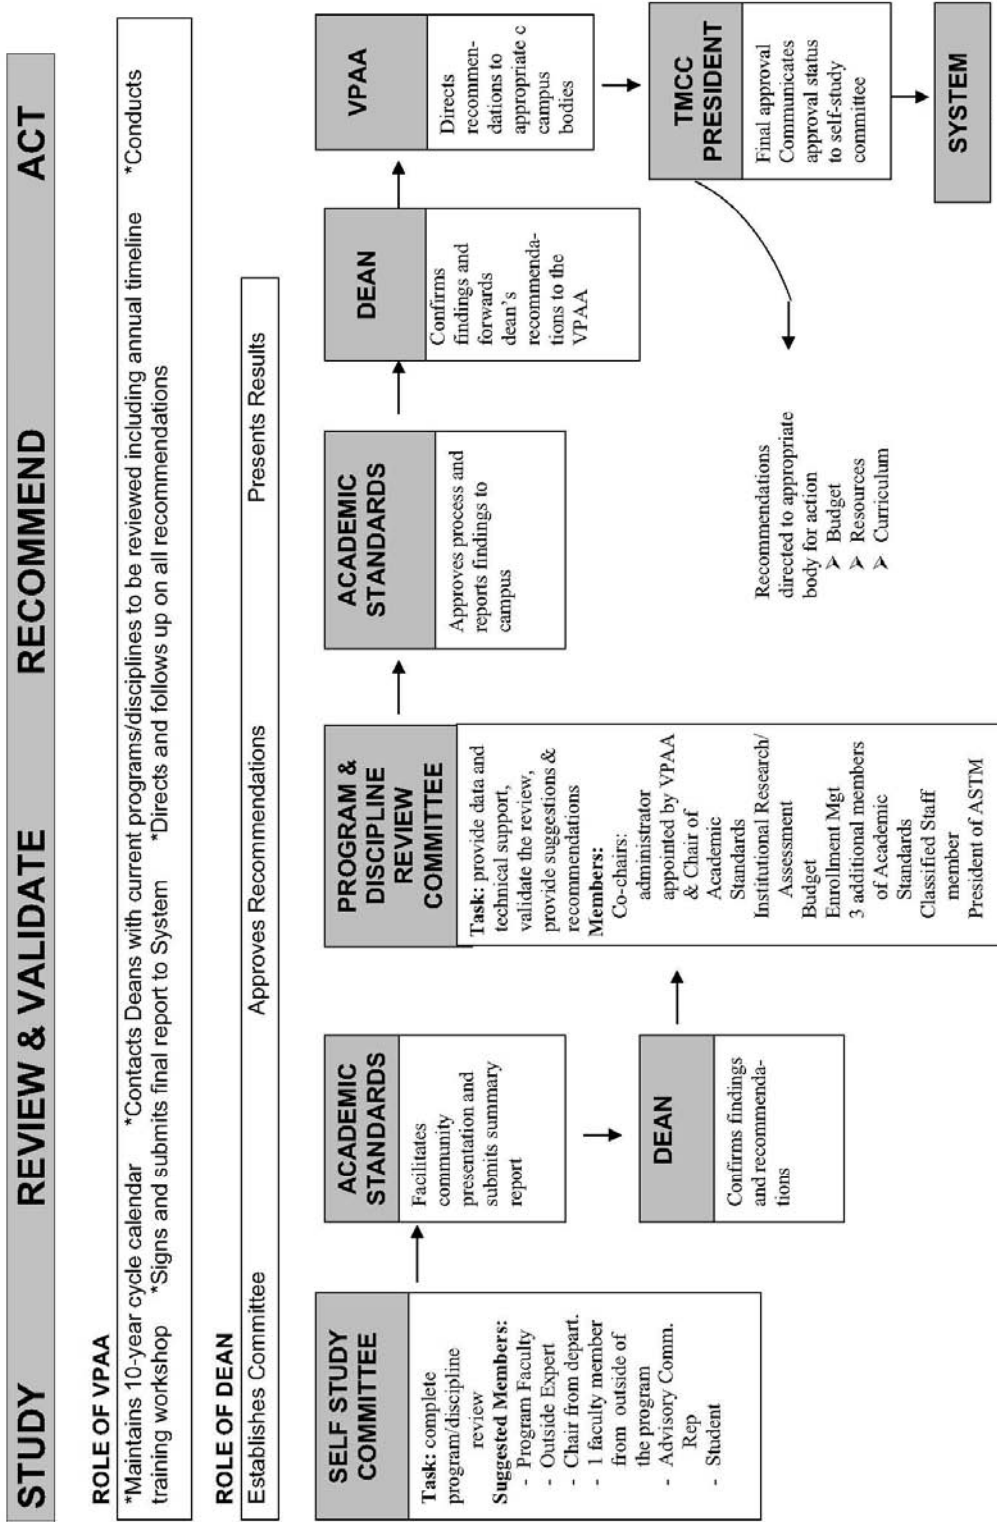 STUDY REVIEW & VALIDATE RECOMMEND ACT
ROLE OF VPAA
*Maintains 10-year cycle calendar *Contacts Deans with current programs/disciplines to be reviewed including annual timeline *Conducts
training workshop *Signs and submits final report to System *Directs and follows up on all recommendations
ROLE OF DEAN
Establishes Committee Approves Recommendations Presents Results
SELF STUDY
COMMITTEE
Task: complete
program/discipline
review
Suggested Members:
- Program Faculty
- Outside Expert
- Chair from depart.
- 1 faculty member
from outside of
the program
- Advisory Comm.
Rep
- Student
ACADEMIC
STANDARDS
Facilitates
community
presentation and
submits summary
report
DEAN
Confirms findings
and recommenda-
tions
PROGRAM &
DISCIPLINE
REVIEW
COMMITTEE
Task: provide data and
technical support,
validate the review,
provide suggestions &
recommendations
Members:
Co-chairs:
administrator
appointed by VPAA
& Chair of
Academic
Standards
Institutional Research/
Assessment
Budget
Enrollment Mgt
3 additional members
of Academic
Standards
Classified Staff
member
President of ASTM
ACADEMIC
STANDARDS
Approves process and
reports findings to
campus
DEAN
Confirms
findings and
forwards
dean's
recommenda-
tions to the
VPAA
VPAA
Directs
recommen-
dations to
appropriate c
campus
bodies
TMCC
PRESIDENT
Final approval
Communicates
approval status
to self-study
committee
SYSTEM
Recommendations
directed to appropriate
body for action
➢ Budget
➢ Resources
➢ Curriculum